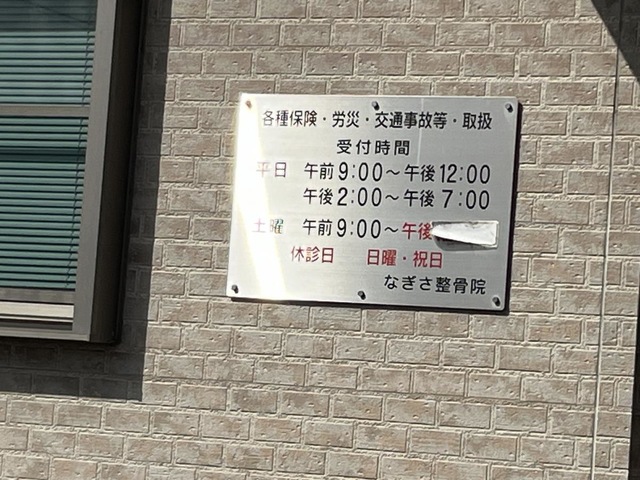 各種保険・労災・交通事故等・取扱
受付時間
平日 午前9:00～午後12:00
午後2:00～午後7:00
土曜 午前9:00～午後
休診日 日曜・祝日
なぎさ整骨院